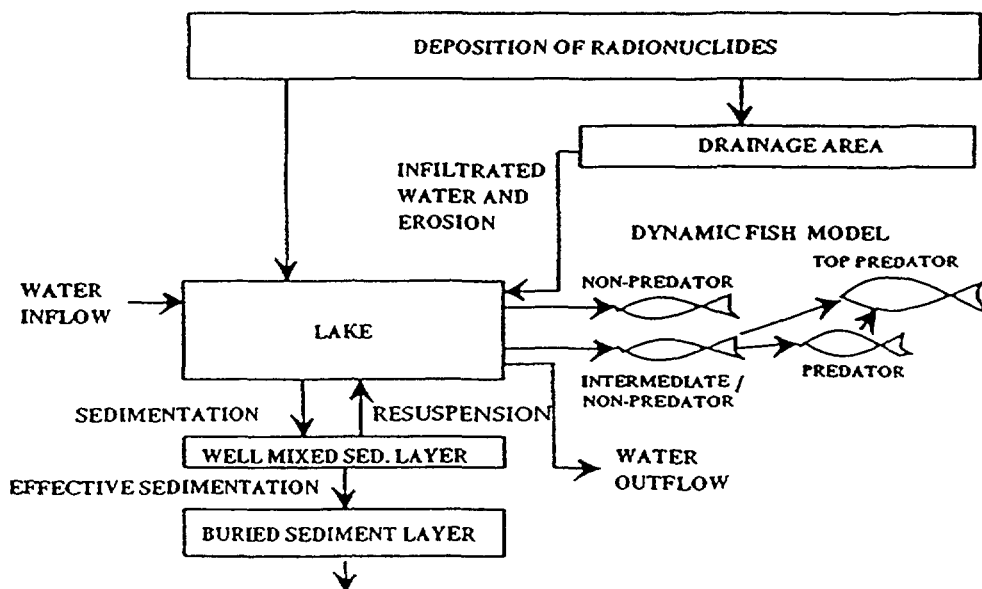 DEPOSITION OF RADIONUCLIDES
DRAINAGE AREA
INFILTRATED
WATER AND
EROSION
DYNAMIC FISH MODEL
TOP PREDATOR
NON-PREDATOR
WATER
INFLOW
LAKE
INTERMEDIATE /
NON-PREDATOR
PREDATOR
SEDIMENTATION
RESUSPENSION
WELL MIXED SED. LAYER
WATER
OUTFLOW
EFFECTIVE SEDIMENTATION
BURIED SEDIMENT LAYER